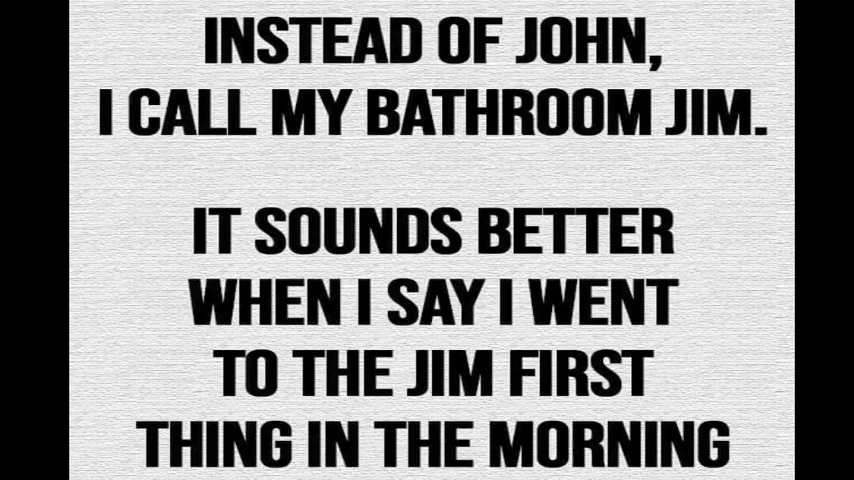 INSTEAD OF JOHN,
I CALL MY BATHROOM JIM.
IT SOUNDS BETTER
WHEN I SAY I WENT
TO THE JIM FIRST
THING IN THE MORNING